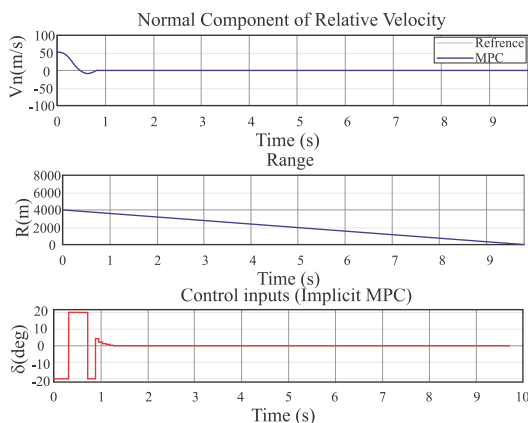 Normal Component of Relative Velocity
Vn(m/s)
100
50
0
-50
-100
Refrence
MPC
0 1 2 3 4 5 6 7 8 9
Time (s)
Range
R(m)
8000
6000
4000
2000
0
0 1 2 3 4 5 6 7 8 9
Time (s)
Control inputs (Implicit MPC)
δ(deg)
20
10
0
-10
-20
0 1 2 3 4 5 6 7 8 9 10
Time (s)